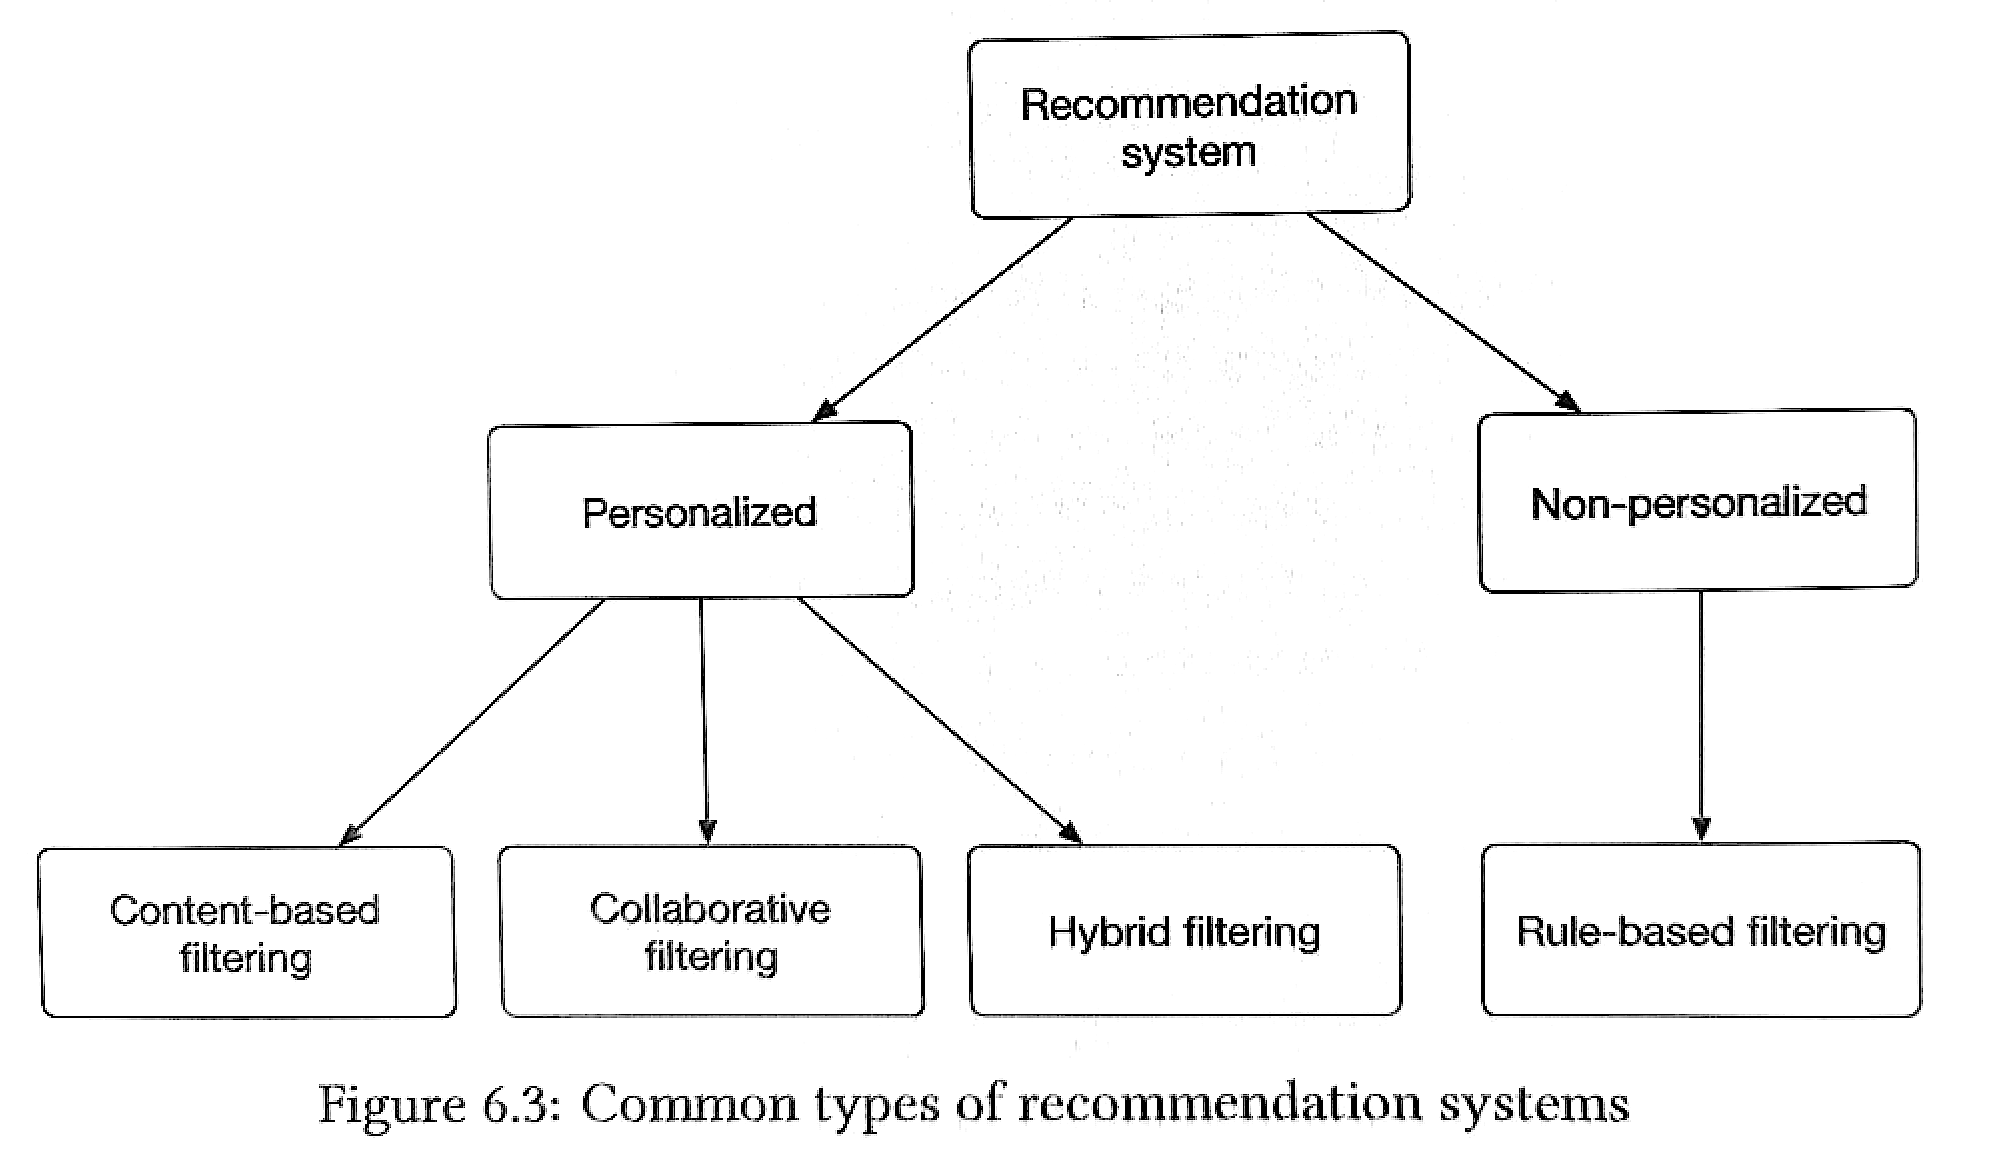 Recommendation
system
Personalized
Non-personalized
Content-based
filtering
Collaborative
filtering
Hybrid filtering
Rule-based filtering
Figure 6.3: Common types of recommendation systems